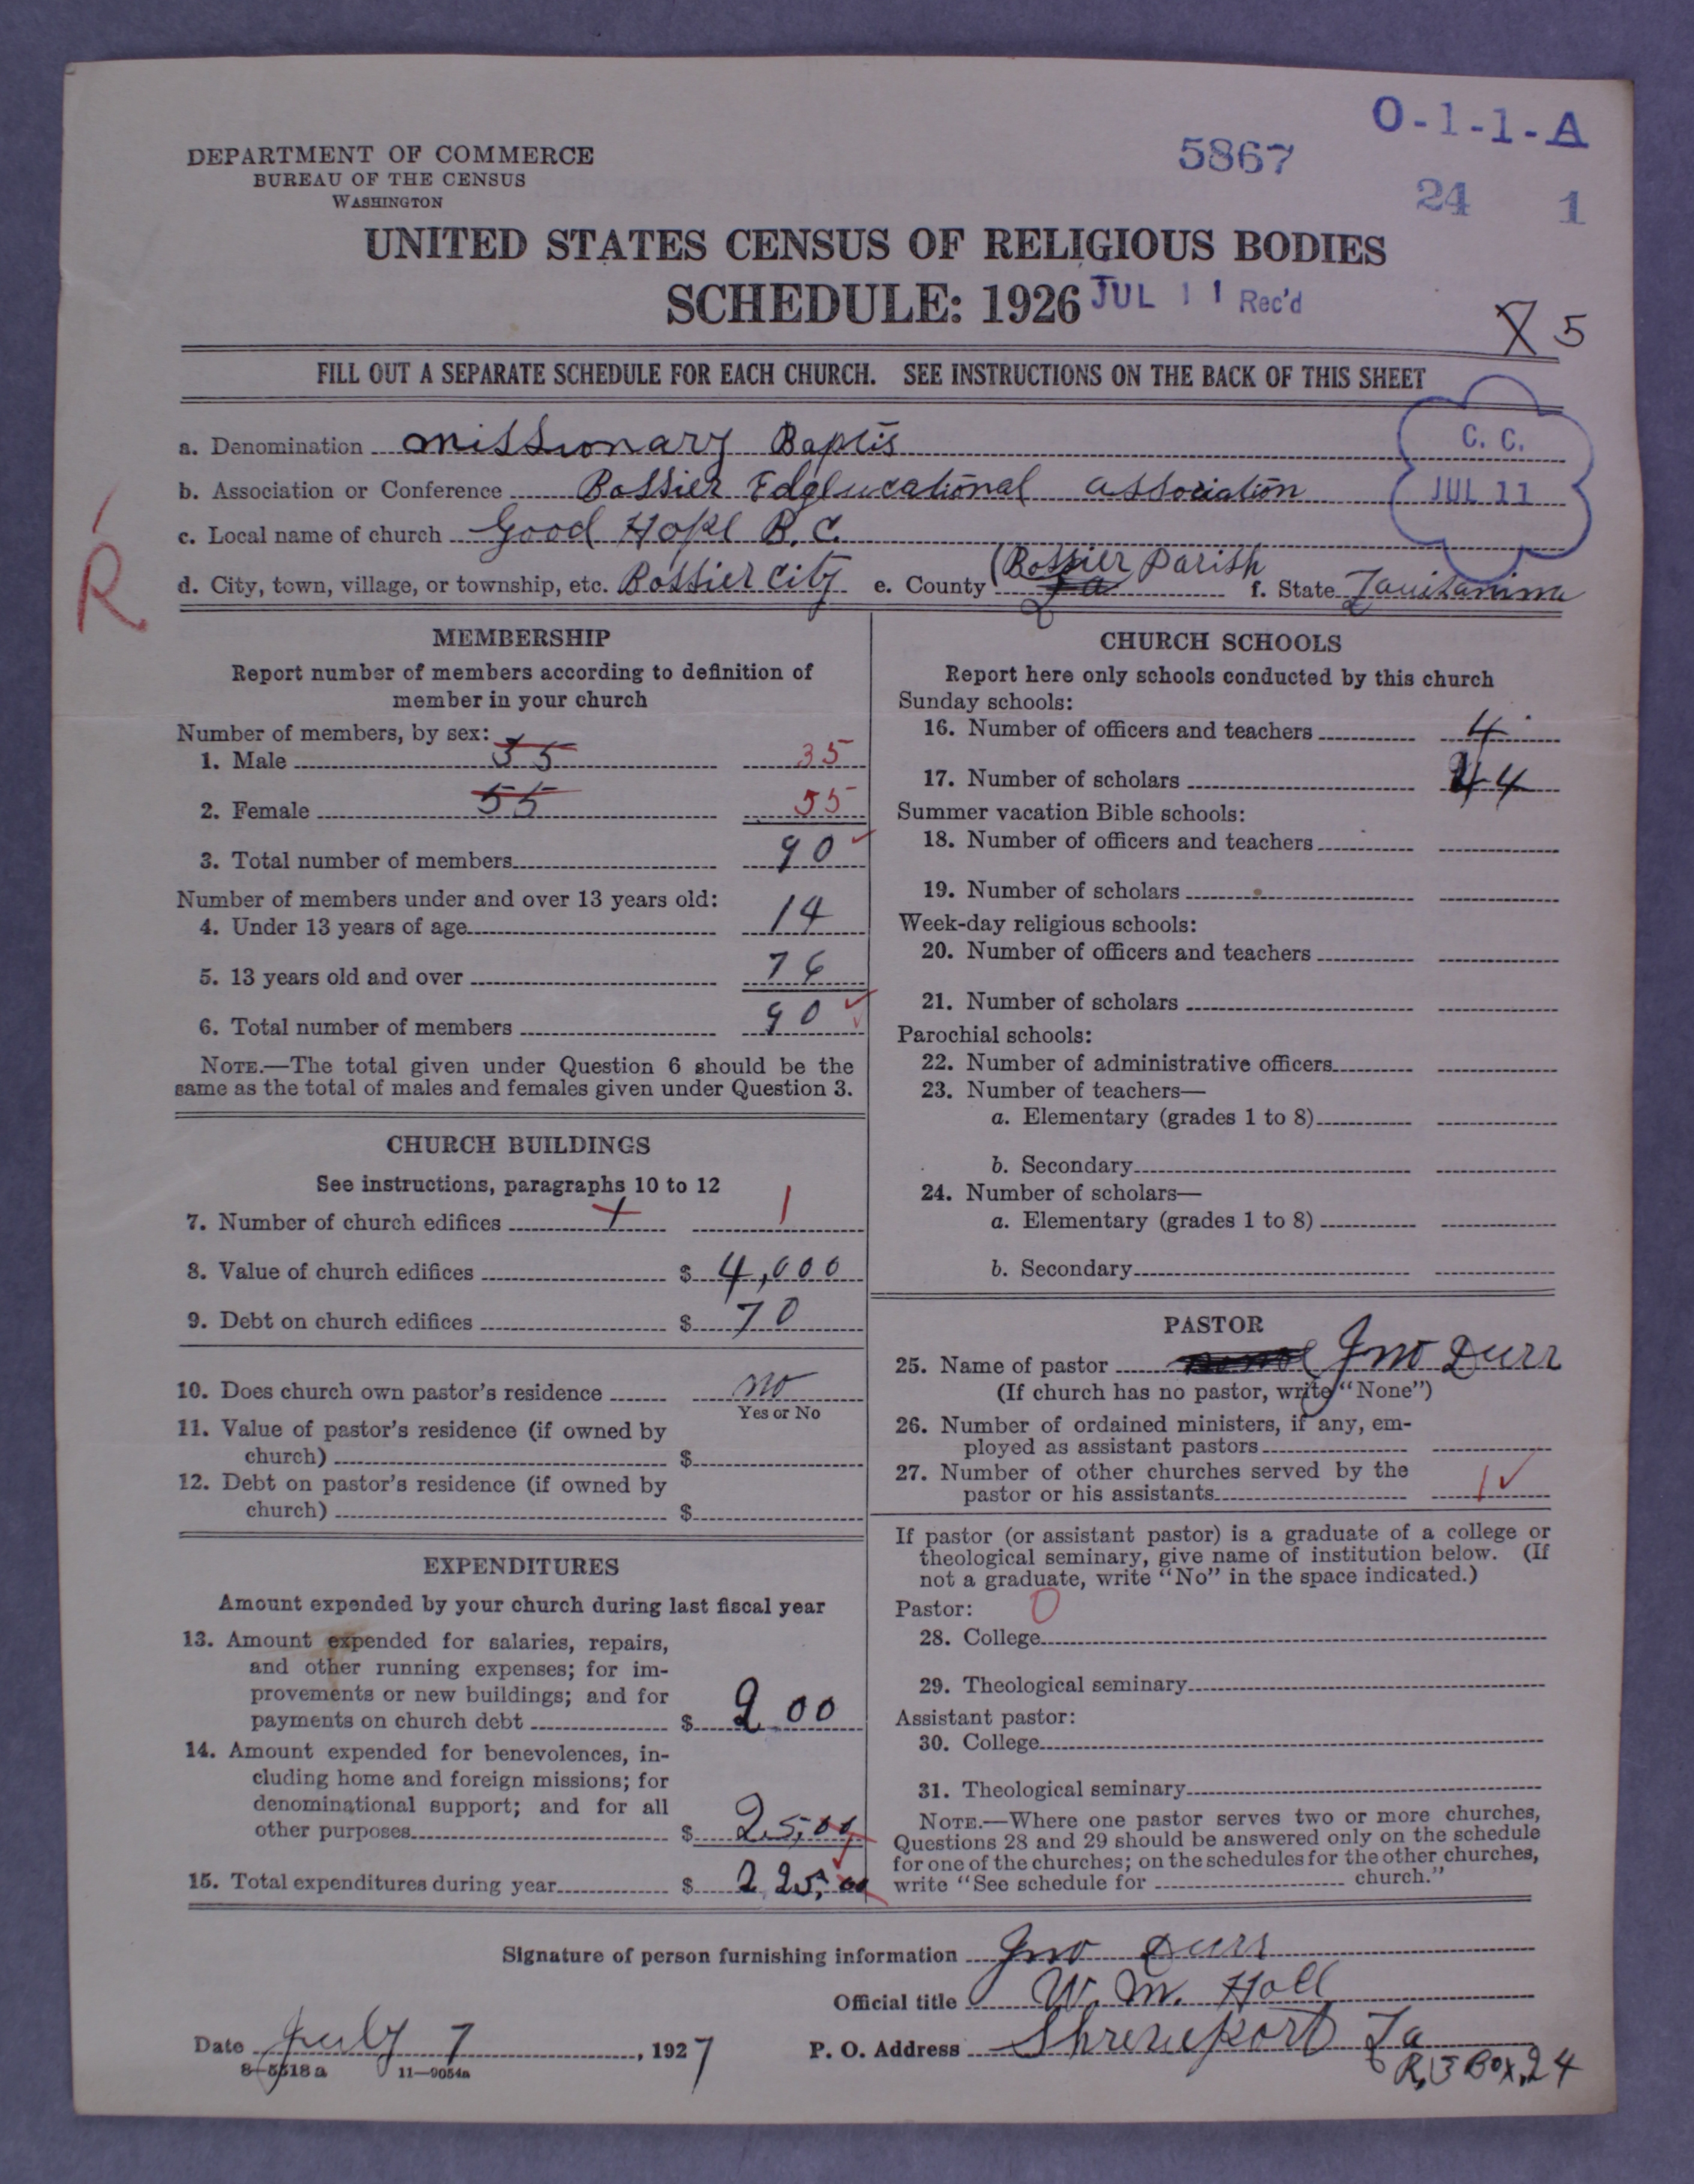 O-1-1-A
DEPARTMENT OF COMMERCE
BUREAU OF THE CENSUS
WASHINGTON
5867
24 1
UNITED STATES CENSUS OF RELIGIOUS BODIES
SCHEDULE: 1926
JUL 11 Rec'd
X 5
FILL OUT A SEPARATE SCHEDULE FOR EACH CHURCH. SEE INSTRUCTIONS ON THE BACK OF THIS SHEET
C. C.
JUL 11
R
a. Denomination missionary Baptis
b. Association or Conference Bossier Association
c. Local name of church Good Hope B.C.
d. City, town, village, or township, etc. Bossier City e. County (Bossier Parish La f. State
MEMBERSHIP
Report number of members according to definition of
member in your church
Number of members, by sex:
1. Male 35 35
2. Female 55 55
3. Total number of members 90
Number of members under and over 13 years old:
4. Under 13 years of age 14
5. 13 years old and over 76
6. Total number of members 90
NOTE.—The total given under Question 6 should be the
same as the total of males and females given under Question 3.
CHURCH BUILDINGS
See instructions, paragraphs 10 to 12
7. Number of church edifices 1 1
8. Value of church edifices $ 4,000
9. Debt on church edifices $ 70
10. Does church own pastor's residence no
Yes or No
11. Value of pastor's residence (if owned by
church) $
12. Debt on pastor's residence (if owned by
church) $
EXPENDITURES
Amount expended by your church during last fiscal year
13. Amount expended for salaries, repairs,
and other running expenses; for im-
provements or new buildings; and for
payments on church debt $ 200
14. Amount expended for benevolences, in-
cluding home and foreign missions; for
denominational support; and for all
other purposes $ 25,00
15. Total expenditures during year $ 225,00
CHURCH SCHOOLS
Report here only schools conducted by this church
Sunday schools:
16. Number of officers and teachers 4
17. Number of scholars 44
Summer vacation Bible schools:
18. Number of officers and teachers
19. Number of scholars
Week-day religious schools:
20. Number of officers and teachers
21. Number of scholars
Parochial schools:
22. Number of administrative officers
23. Number of teachers—
a. Elementary (grades 1 to 8)
b. Secondary
24. Number of scholars—
a. Elementary (grades 1 to 8)
b. Secondary
PASTOR
25. Name of pastor Jno Durr
(If church has no pastor, write "None")
26. Number of ordained ministers, if any, em-
ployed as assistant pastors
27. Number of other churches served by the
pastor or his assistants 1
If pastor (or assistant pastor) is a graduate of a college or
theological seminary, give name of institution below. (If
not a graduate, write "No" in the space indicated.)
Pastor: 0
28. College
29. Theological seminary
Assistant pastor:
30. College
31. Theological seminary
NOTE.—Where one pastor serves two or more churches,
Questions 28 and 29 should be answered only on the schedule
for one of the churches; on the schedules for the other churches,
write "See schedule for church."
Signature of person furnishing information Jno Durr
Official title W. M. Hall
Date July 7, 1927 P. O. Address Shreveport La
R,3 Box,24
8-5518a 11-9054a